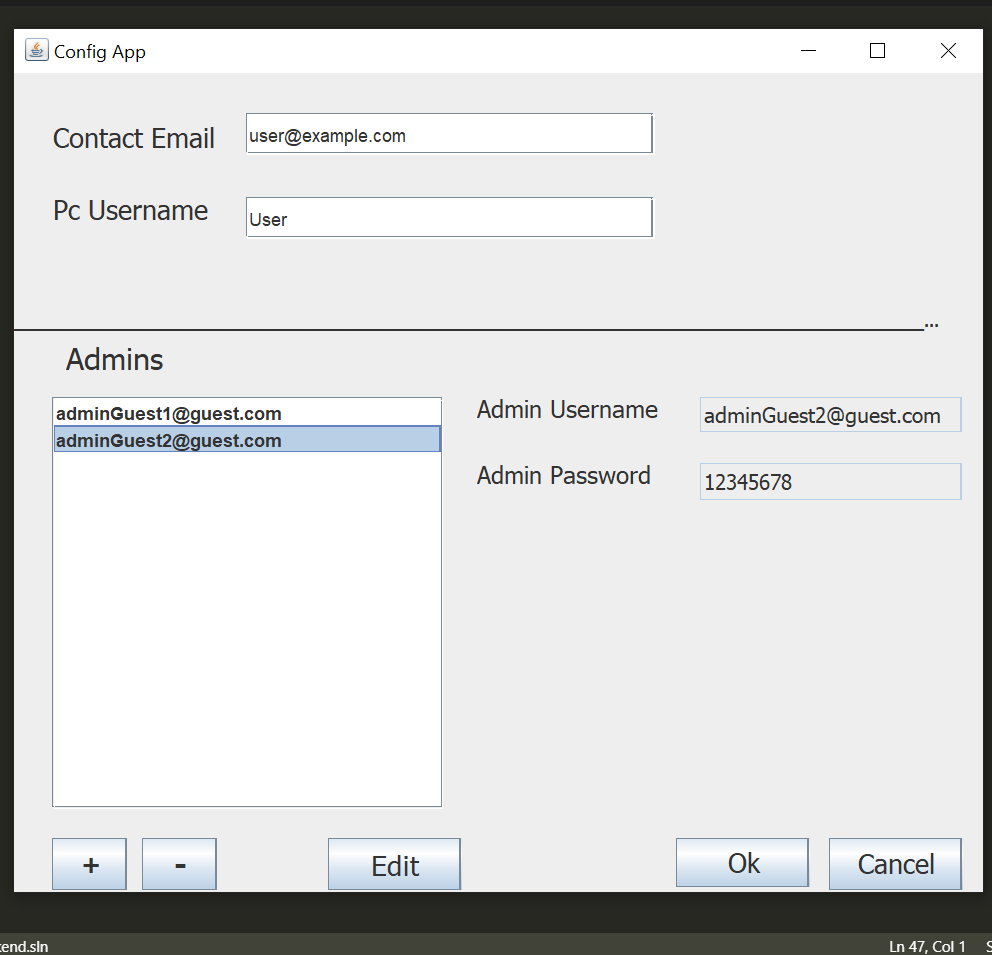 Config App
Contact Email
user@example.com
Pc Username
User
...
Admins
adminGuest1@guest.com
adminGuest2@guest.com
Admin Username
adminGuest2@guest.com
Admin Password
12345678
+
-
Edit
Ok
Cancel
tend.sln
Ln 47, Col 1
S